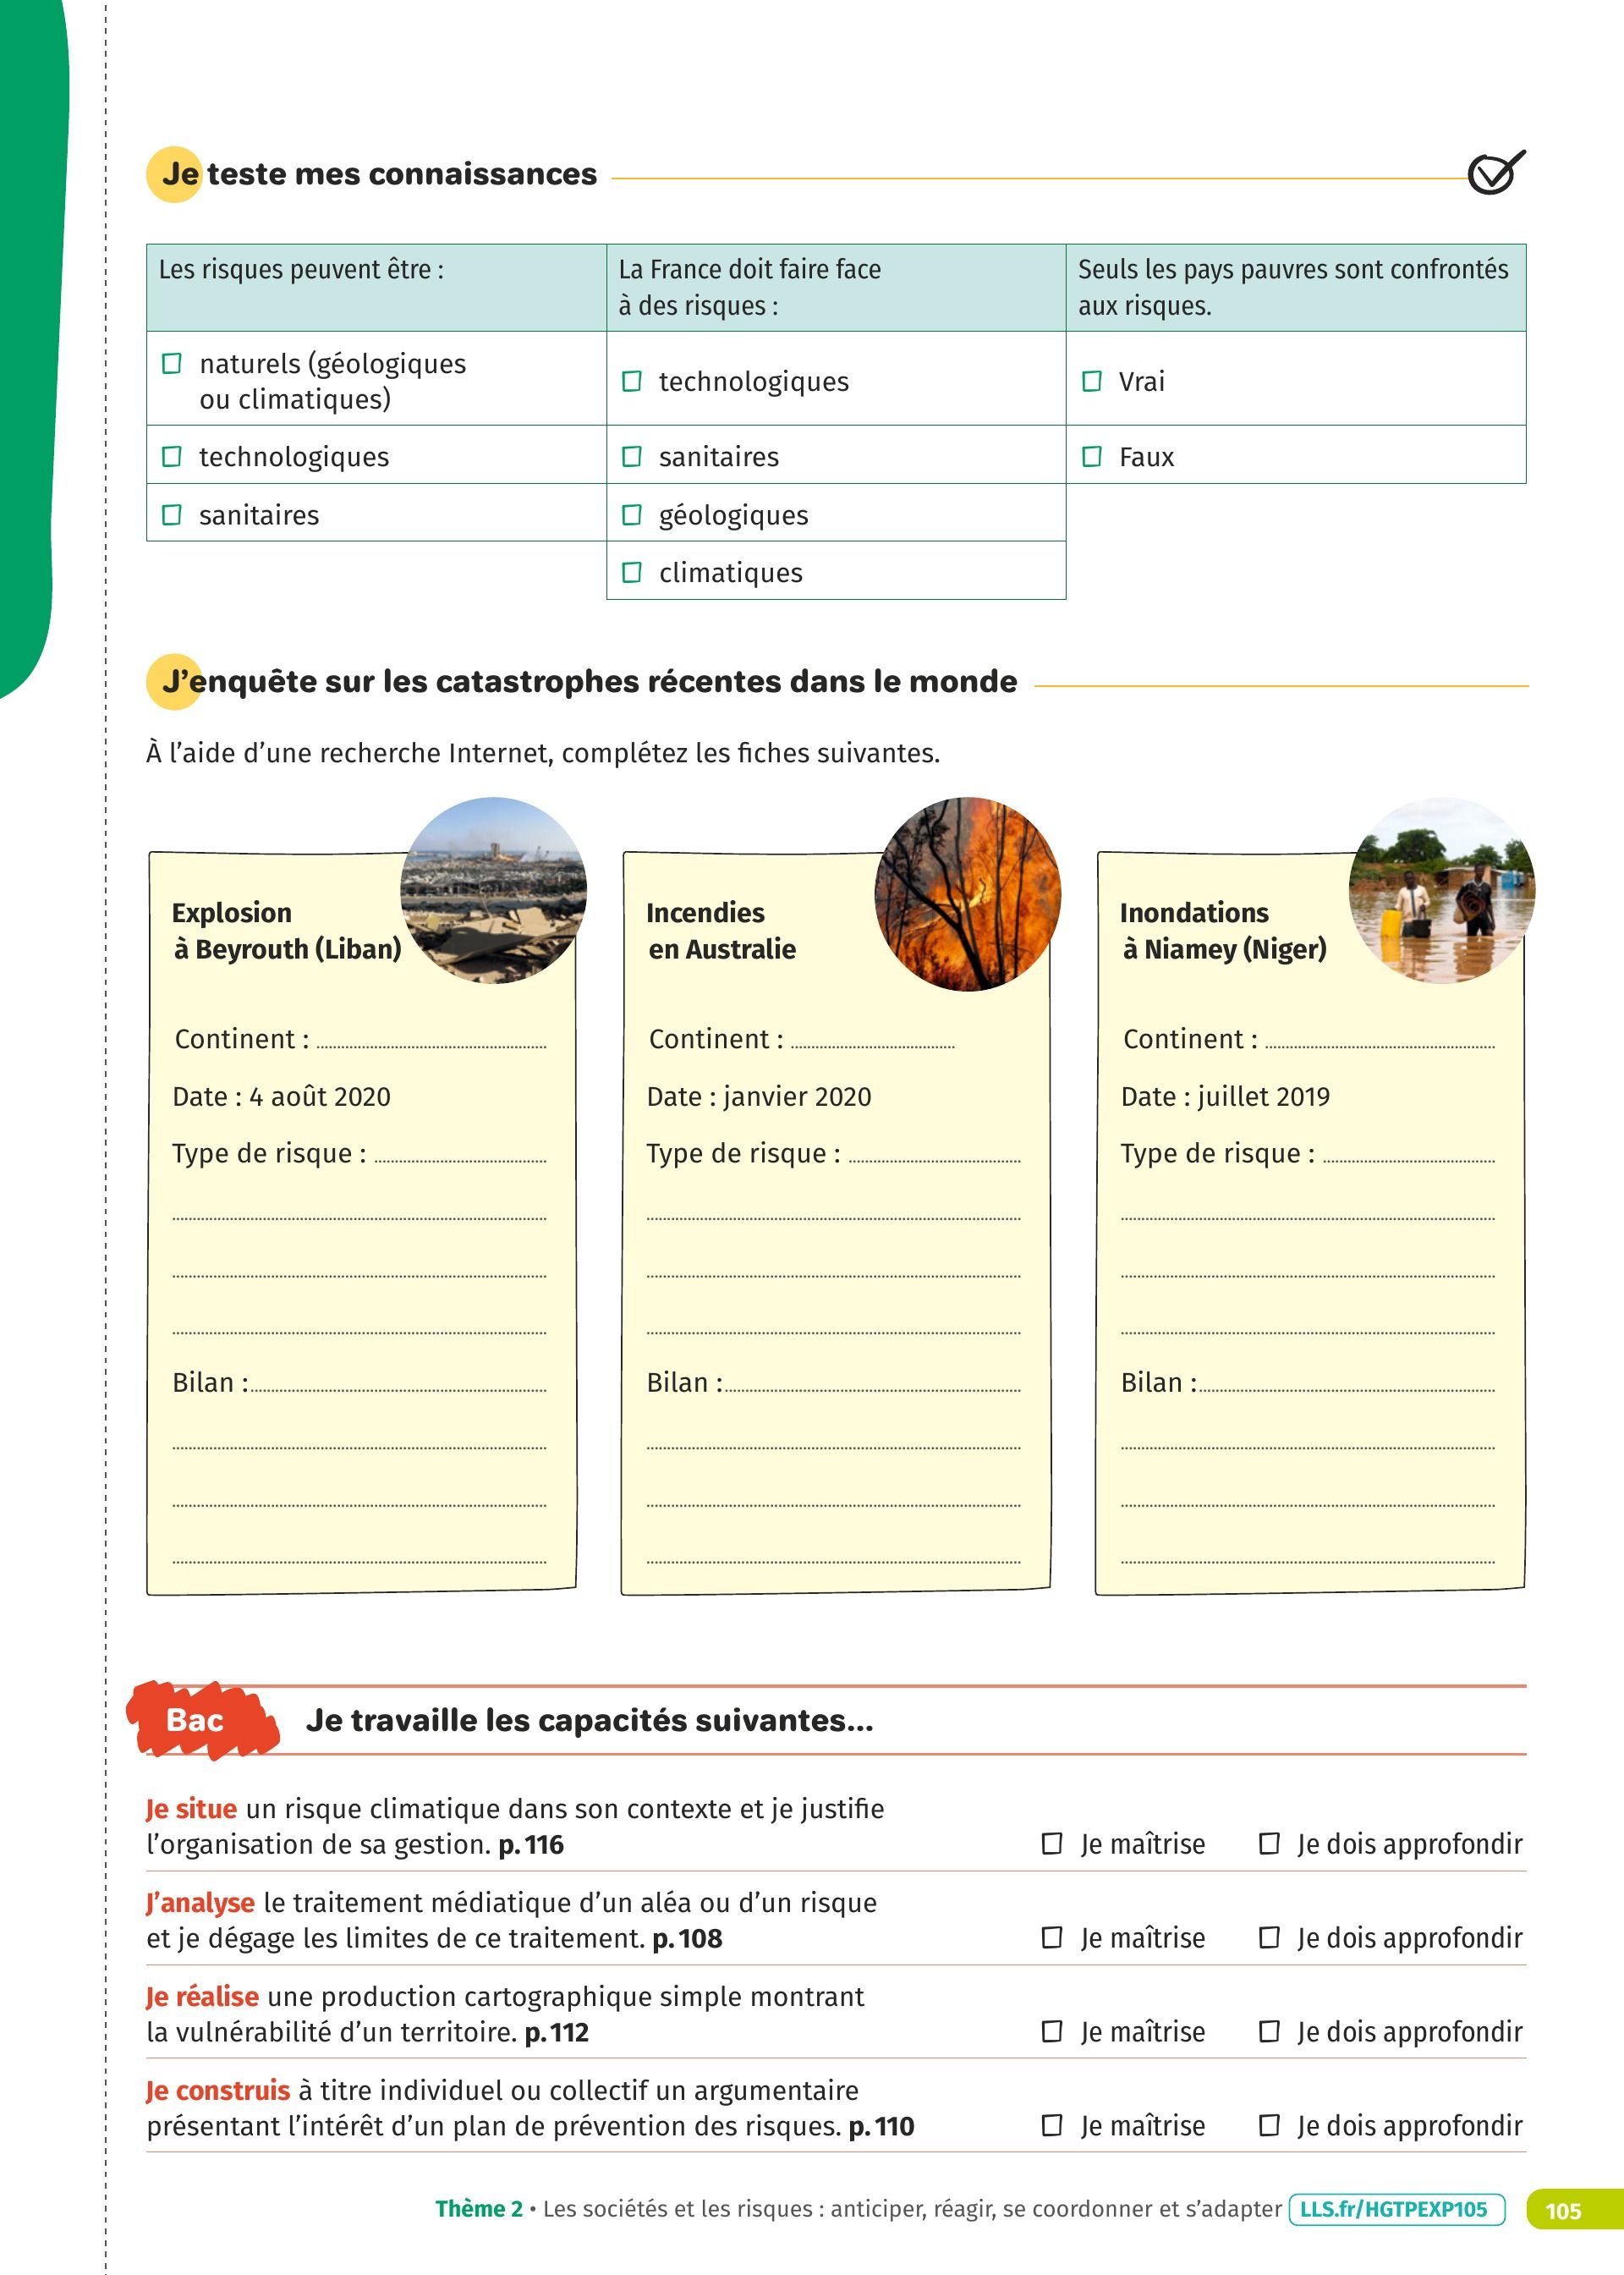 Je teste mes connaissances
Les risques peuvent être :
La France doit faire face
à des risques :
Seuls les pays pauvres sont confrontés
aux risques.
naturels (géologiques
ou climatiques)
technologiques
Vrai
technologiques
sanitaires
Faux
sanitaires
géologiques
climatiques
J'enquête sur les catastrophes récentes dans le monde
À l'aide d'une recherche Internet, complétez les fiches suivantes.
Explosion
à Beyrouth (Liban)
Continent :
Date : 4 août 2020
Type de risque :
Bilan :
Incendies
en Australie
Continent :
Date : janvier 2020
Type de risque :
Bilan :
Inondations
à Niamey (Niger)
Continent :
Date : juillet 2019
Type de risque :
Bilan :
Bac
Je travaille les capacités suivantes...
Je situe un risque climatique dans son contexte et je justifie
l'organisation de sa gestion. p. 116
Je maîtrise Je dois approfondir
J'analyse le traitement médiatique d'un aléa ou d'un risque
et je dégage les limites de ce traitement. p. 108
Je maîtrise Je dois approfondir
Je réalise une production cartographique simple montrant
la vulnérabilité d'un territoire. p. 112
Je maîtrise Je dois approfondir
Je construis à titre individuel ou collectif un argumentaire
présentant l'intérêt d'un plan de prévention des risques. p. 110
Je maîtrise Je dois approfondir
Thème 2 • Les sociétés et les risques : anticiper, réagir, se coordonner et s'adapter LLS.fr/HGTPEXP105 105